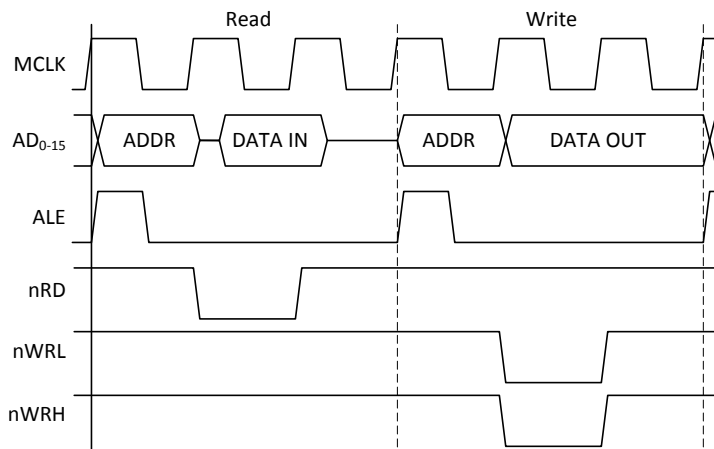 Read Write
MCLK
AD0-15 ADDR DATA IN ADDR DATA OUT
ALE
nRD
nWRL
nWRH